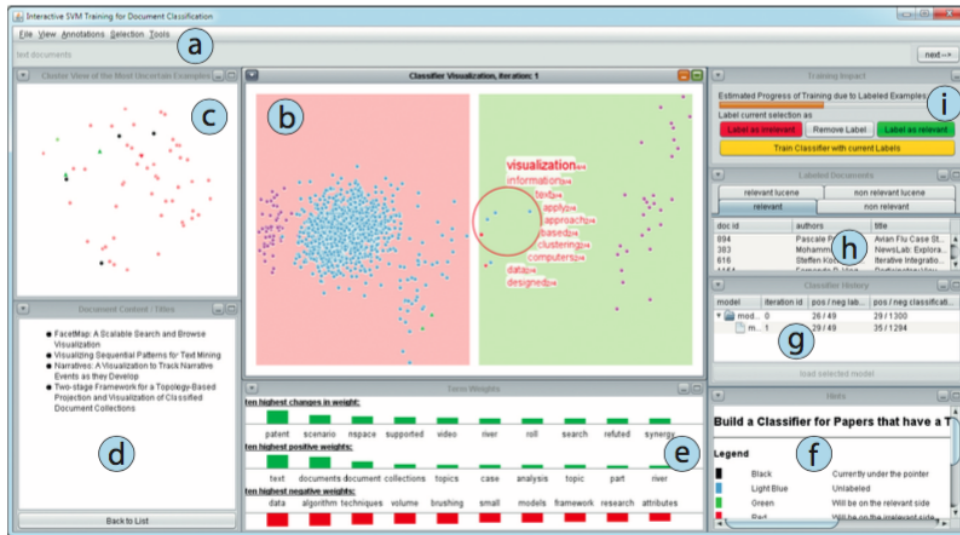 Interactive SVM Training for Document Classification
File View Annotations Selection Tools
a
text documents
next-->
Cluster View of the Most Uncertain Examples
c
Classifier Visualization, iteration: 1
b
visualization
information
text
apply
approach
based
clustering
computers
data
designed
Training Impact
Estimated Progress of Training due to Labeled Examples
i
Label current selection as
Label as irrelevant Remove Label Label as relevant
Train Classifier with current Labels
Labeled Documents
relevant lucene non relevant lucene
relevant non relevant
doc id authors title
894 Pascale P... Avian Flu Case St...
383 Mohamm... NewsLab: Explora...
616 Steffen Koc... Iterative Integratio...
h
Classifier History
model iteration id pos / neg lab... pos / neg classificati...
mod... 0 26 / 49 29 / 1300
m... 1 29 / 49 35 / 1294
g
load selected model
Document Content / Titles
FacetMap: A Scalable Search and Browse
Visualization
Visualizing Sequential Patterns for Text Mining
Narratives: A Visualization to Track Narrative
Events as they Develop
Two-stage Framework for a Topology-Based
Projection and Visualization of Classified
Document Collections
d
Back to List
Term Weights
ten highest changes in weight:
patent scenario nspace supported video river roll search refuted synergy
ten highest positive weights:
text documents document collections topics case analysis topic part river
ten highest negative weights:
data algorithm techniques volume brushing small models framework research attributes
e
Hints
Build a Classifier for Papers that have a T
Legend
f
Black Currently under the pointer
Light Blue Unlabeled
Green Will be on the relevant side
Red Will be on the irrelevant side